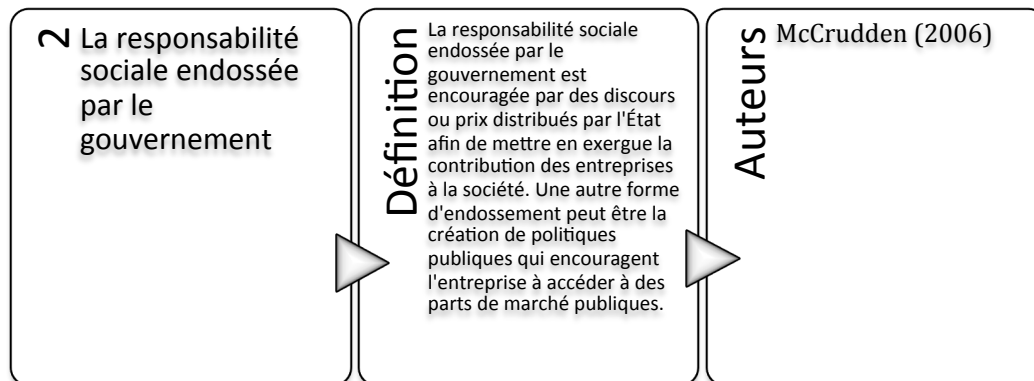 2
La responsabilité
sociale endossée
par le
gouvernement
Définition
La responsabilité sociale
endossée par le
gouvernement est
encouragée par des discours
ou prix distribués par l'État
afin de mettre en exergue la
contribution des entreprises
à la société. Une autre forme
d'endossement peut être la
création de politiques
publiques qui encouragent
l'entreprise à accéder à des
parts de marché publiques.
Auteurs
McCrudden (2006)